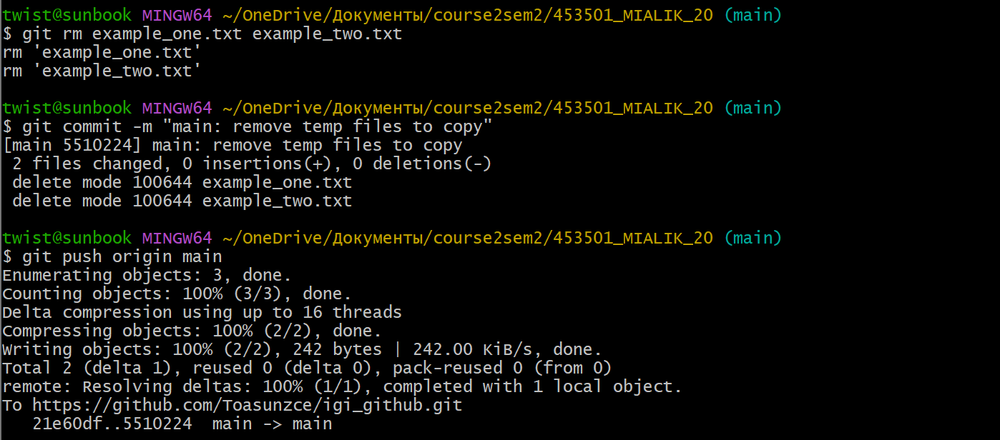 twist@sunbook MINGW64 ~/OneDrive/Документы/course2sem2/453501_MIALIK_20 (main)
$ git rm example_one.txt example_two.txt
rm 'example_one.txt'
rm 'example_two.txt'
twist@sunbook MINGW64 ~/OneDrive/Документы/course2sem2/453501_MIALIK_20 (main)
$ git commit -m "main: remove temp files to copy"
[main 5510224] main: remove temp files to copy
 2 files changed, 0 insertions(+), 0 deletions(-)
 delete mode 100644 example_one.txt
 delete mode 100644 example_two.txt
twist@sunbook MINGW64 ~/OneDrive/Документы/course2sem2/453501_MIALIK_20 (main)
$ git push origin main
Enumerating objects: 3, done.
Counting objects: 100% (3/3), done.
Delta compression using up to 16 threads
Compressing objects: 100% (2/2), done.
Writing objects: 100% (2/2), 242 bytes | 242.00 KiB/s, done.
Total 2 (delta 1), reused 0 (delta 0), pack-reused 0 (from 0)
remote: Resolving deltas: 100% (1/1), completed with 1 local object.
To https://github.com/Toasunzce/igi_github.git
   21e60df..5510224  main -> main